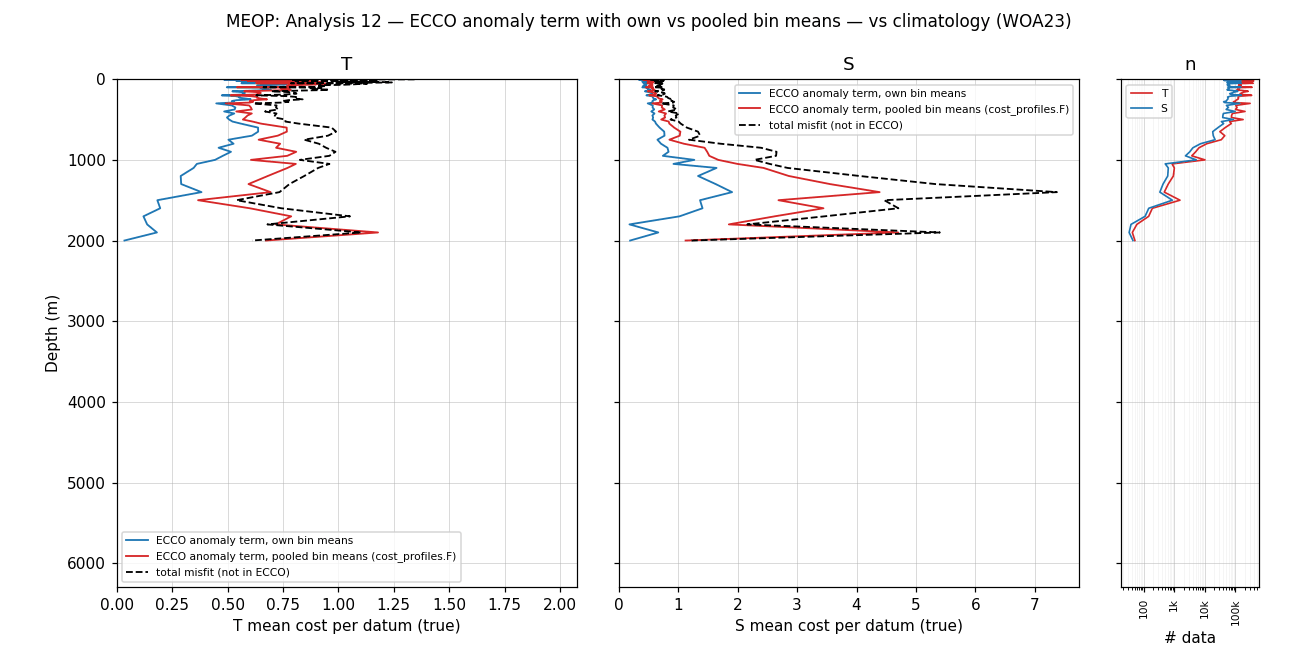 MEOP: Analysis 12 — ECCO anomaly term with own vs pooled bin means — vs climatology (WOA23)
T
S
n
0
1000
2000
3000
4000
5000
6000
Depth (m)
ECCO anomaly term, own bin means
ECCO anomaly term, pooled bin means (cost_profiles.F)
total misfit (not in ECCO)
0.00 0.25 0.50 0.75 1.00 1.25 1.50 1.75 2.00
T mean cost per datum (true)
ECCO anomaly term, own bin means
ECCO anomaly term, pooled bin means (cost_profiles.F)
total misfit (not in ECCO)
0 1 2 3 4 5 6 7
S mean cost per datum (true)
T
S
100 1k 10k 100k
# data